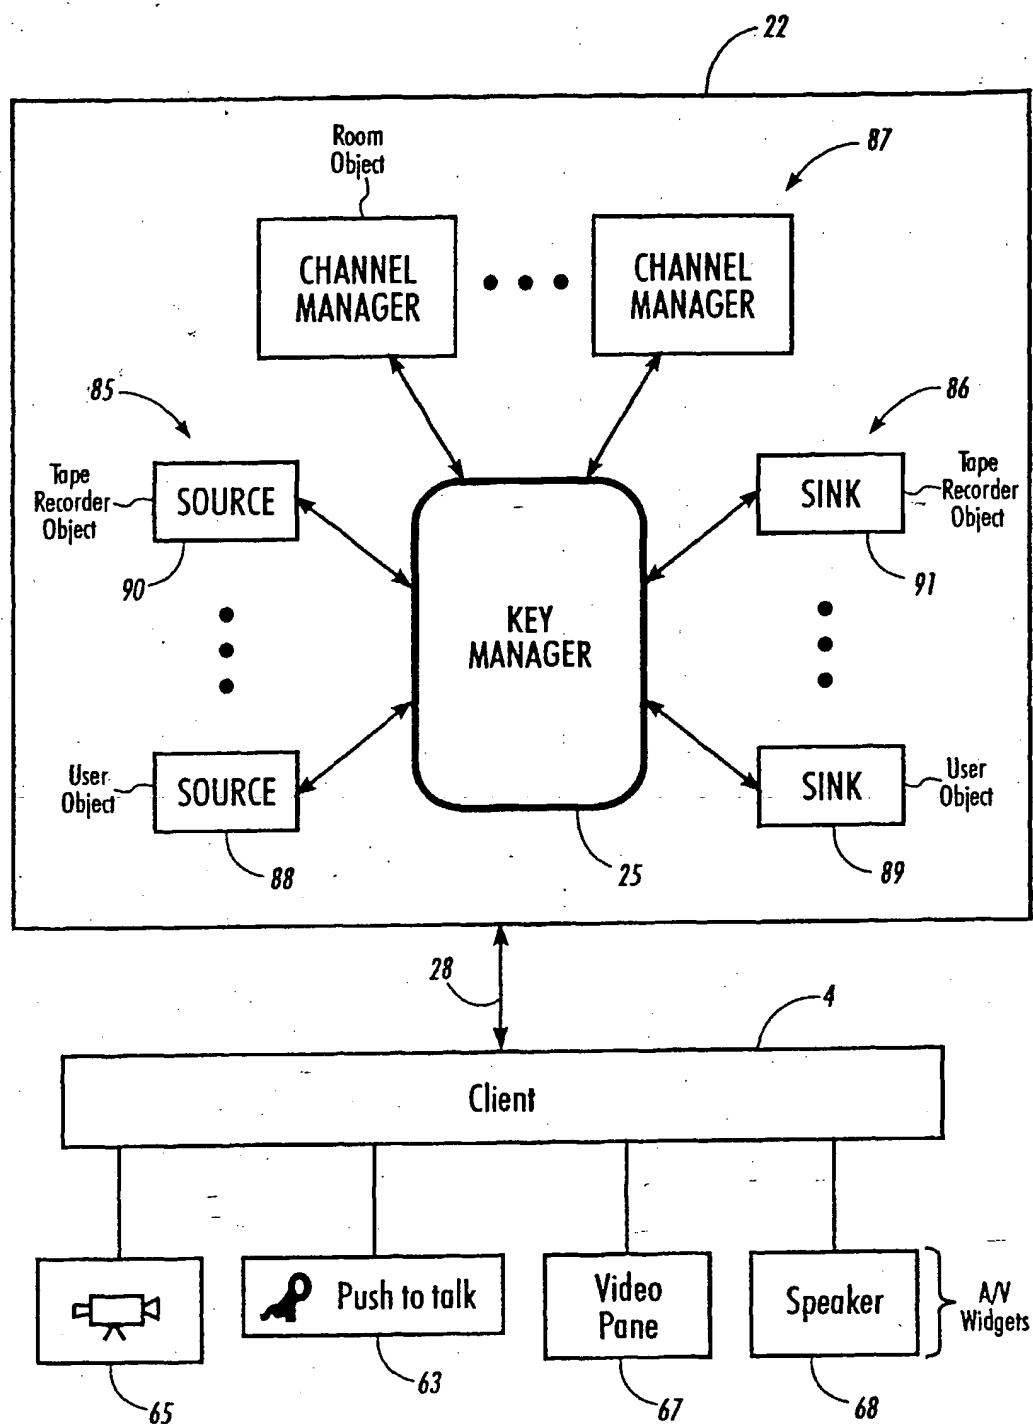 22
Room
Object
87
CHANNEL
MANAGER
CHANNEL
MANAGER
85
86
Tape
Recorder
Object
SOURCE
SINK
Tape
Recorder
Object
90
91
KEY
MANAGER
User
Object
SOURCE
SINK
User
Object
88
25
89
28
4
Client
Push to talk
Video
Pane
Speaker
A/V
Widgets
65
63
67
68